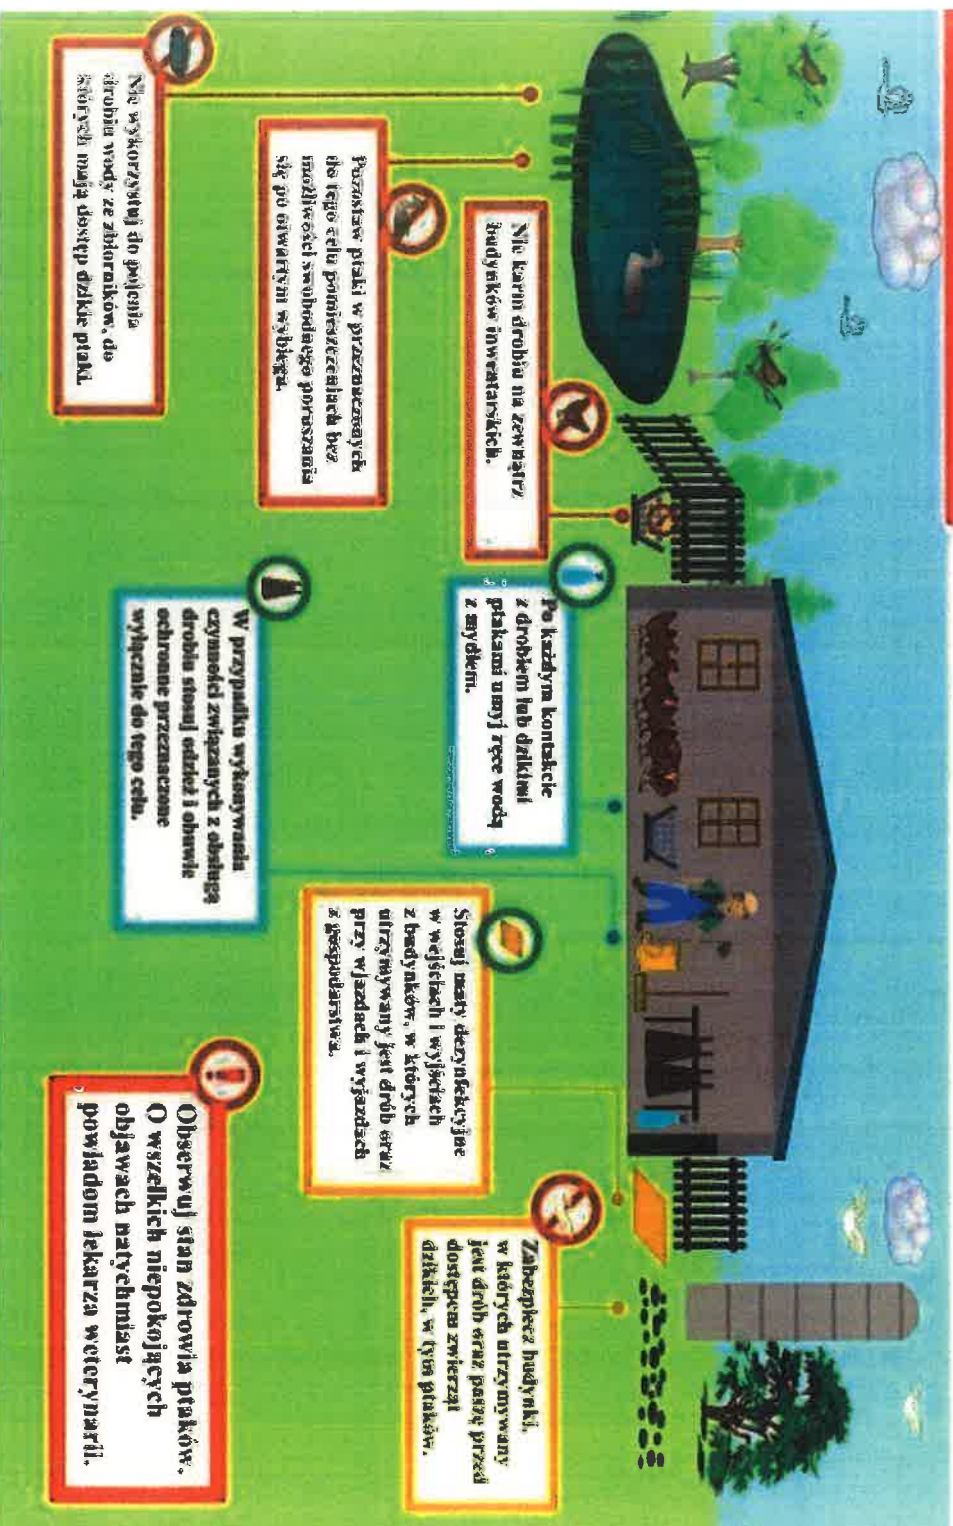 Nie karm drobiu na zewnątrz
budynków inwentarskich.
Pozostaw ptaki w przeznaczonych
do tego celu pomieszczeniach bez
możliwości swobodnego poruszania
się po otwartym wybiegu.
Nie wykorzystuj do pojenia
drobiu wody ze zbiorników, do
których mają dostęp dzikie ptaki.
Po każdym kontakcie
z drobiem lub dzikimi
ptakami umyj ręce wodą
z mydłem.
W przypadku wykonywania
czynności związanych z obsługą
drobiu stosuj odzież i obuwie
ochronne przeznaczone
wyłącznie do tego celu.
Stosuj maty dezynfekcyjne
w wejściach i wyjściach
z budynków, w których
utrzymywany jest drób oraz
przy wjazdach i wyjazdach
z gospodarstwa.
Zabezpiecz budynki,
w których utrzymywany
jest drób oraz paszę przed
dostępem zwierząt
dzikich, w tym ptaków.
Obserwuj stan zdrowia ptaków.
O wszelkich niepokojących
objawach natychmiast
powiadom lekarza weterynarii.